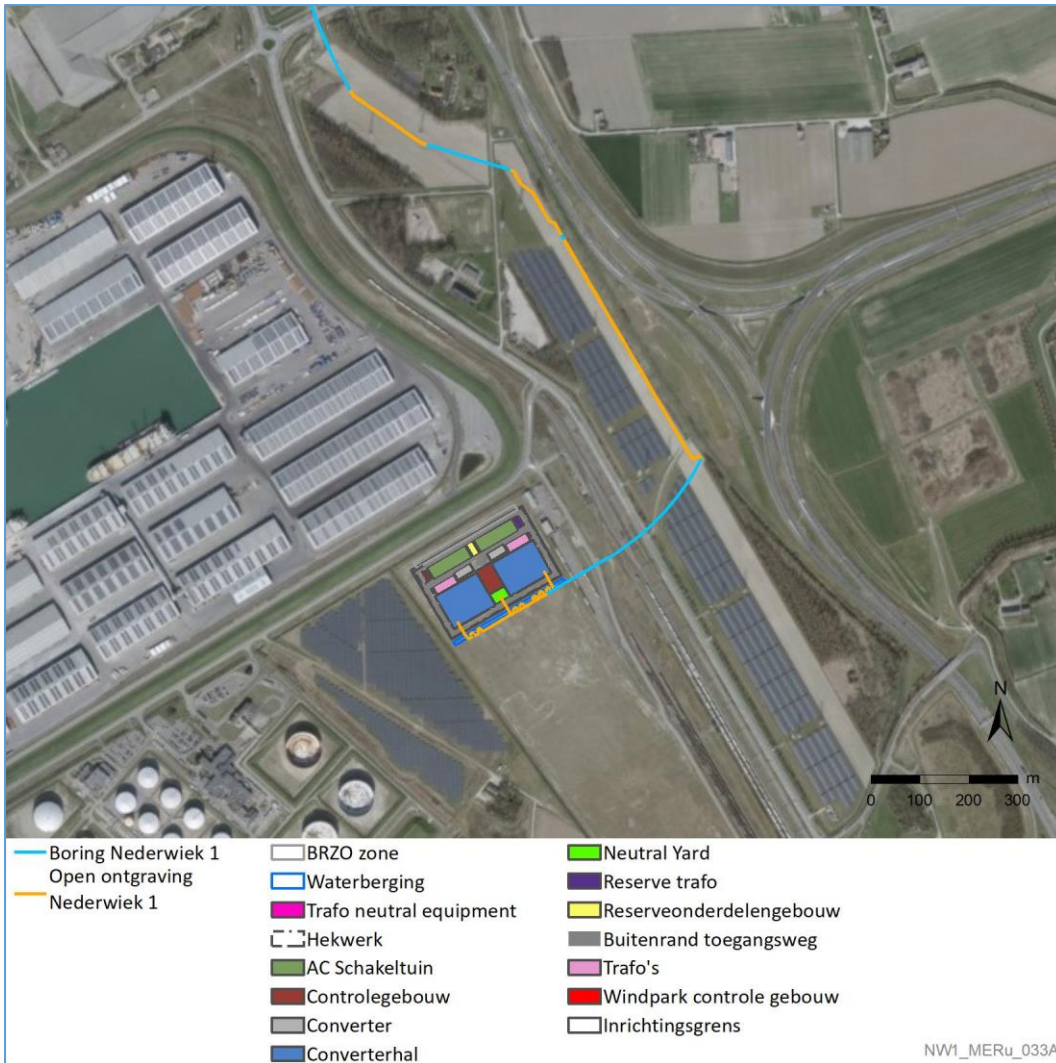 N
m
0 100 200 300
Boring Nederwiek 1
Open ontgraving
Nederwiek 1
BRZO zone
Waterberging
Trafo neutral equipment
Hekwerk
AC Schakeltuin
Controlegebouw
Converter
Converterhal
Neutral Yard
Reserve trafo
Reserveonderdelengebouw
Buitenrand toegangsweg
Trafo's
Windpark controle gebouw
Inrichtingsgrens
NW1_MERu_033A